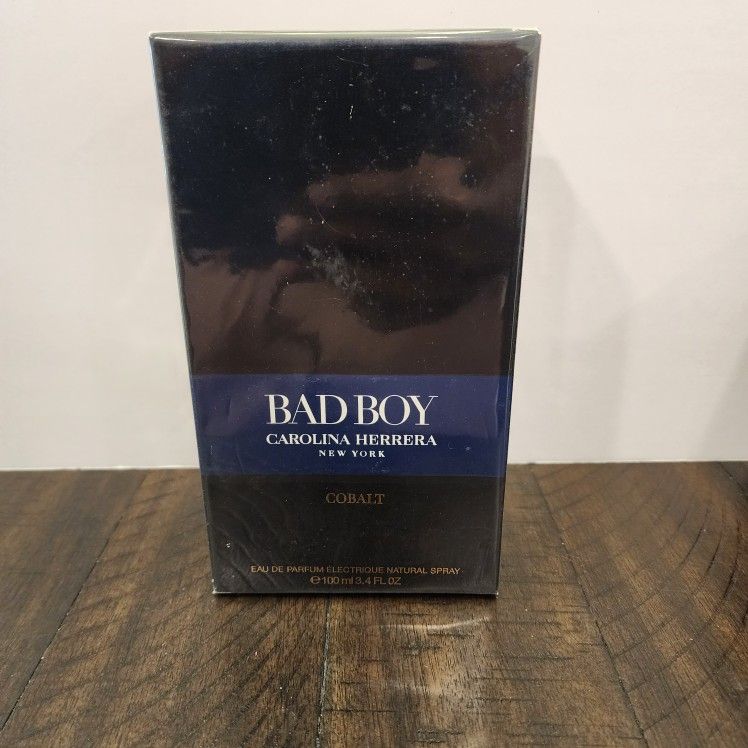 BAD BOY
CAROLINA HERRERA
NEW YORK
COBALT
EAU DE PARFUM ÉLECTRIQUE NATURAL SPRAY
℮100 ml 3.4 FL.OZ